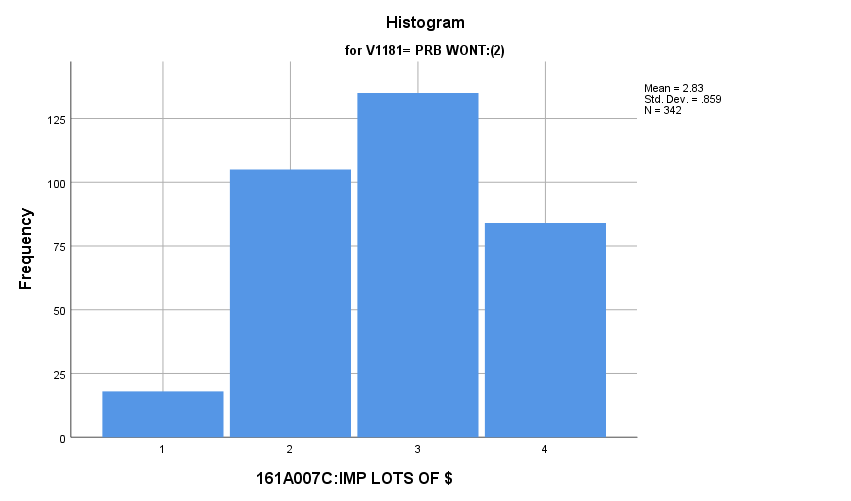 Histogram
for V1181= PRB WONT:(2)
Mean = 2.83
Std. Dev. = .859
N = 342
Frequency
125
100
75
50
25
0
1 2 3 4
161A007C:IMP LOTS OF $